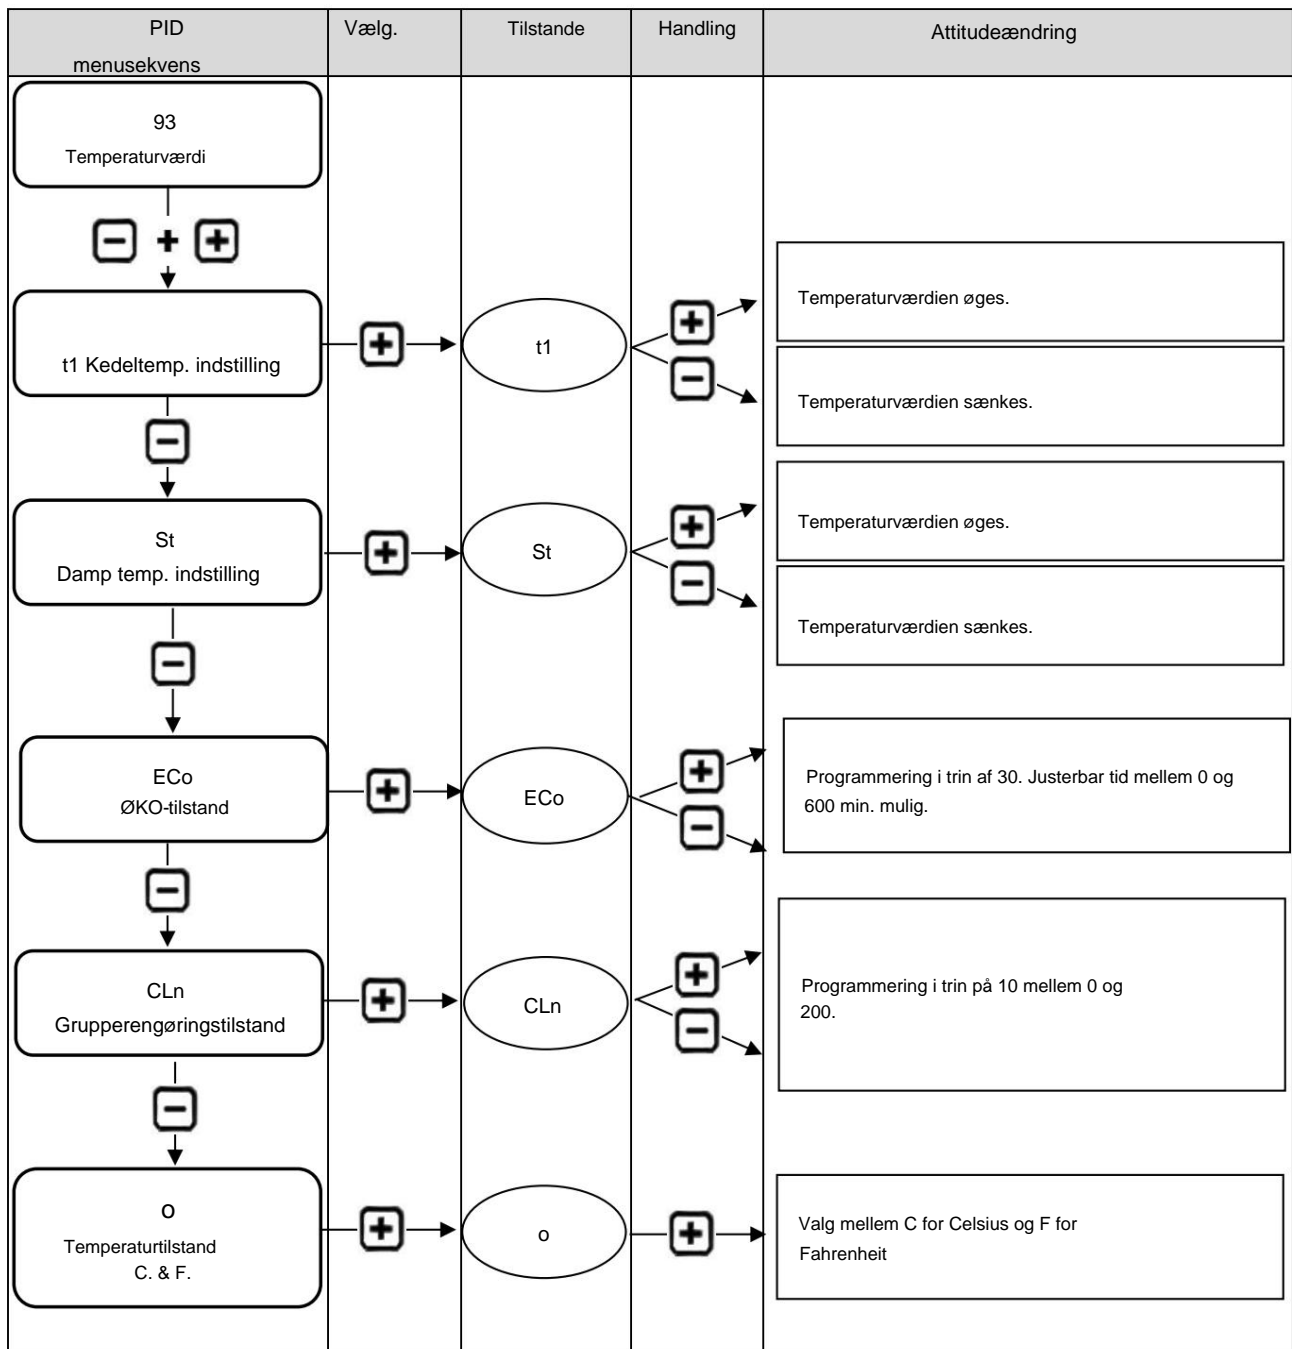 PID
menusekvens
Vælg.
Tilstande
Handling
Attitudeændring
93
Temperaturværdi
- + +
t1 Kedeltemp. indstilling
+
t1
+
-
Temperaturværdien øges.
Temperaturværdien sænkes.
-
St
Damp temp. indstilling
+
St
+
-
Temperaturværdien øges.
Temperaturværdien sænkes.
-
ECo
ØKO-tilstand
+
ECo
+
-
Programmering i trin af 30. Justerbar tid mellem 0 og
600 min. mulig.
-
CLn
Grupperengøringstilstand
+
CLn
+
-
Programmering i trin på 10 mellem 0 og
200.
-
o
Temperaturtilstand
C. & F.
+
o
+
Valg mellem C for Celsius og F for
Fahrenheit